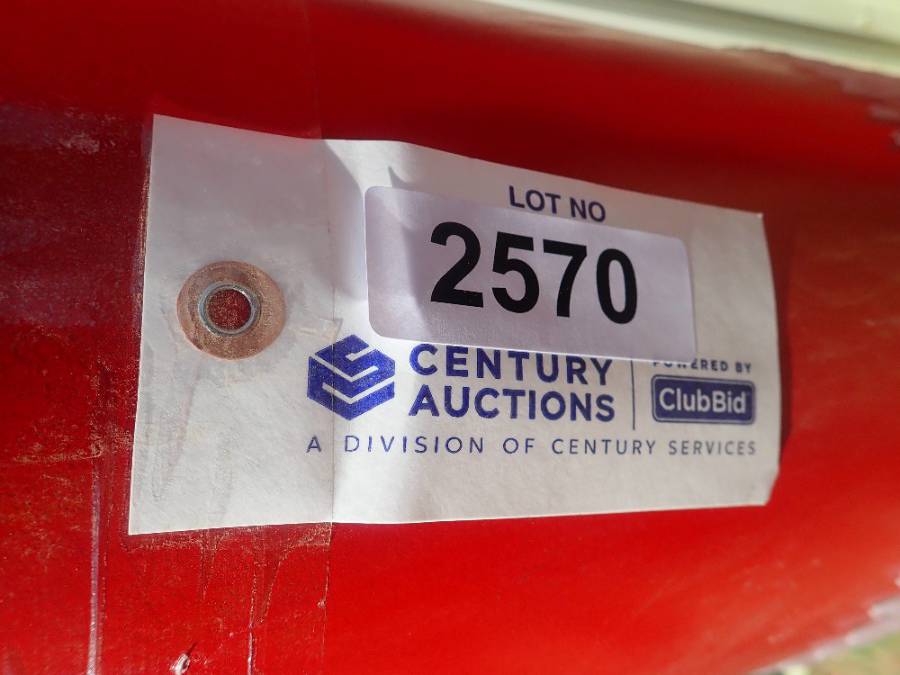 LOT NO
2570
CENTURY
AUCTIONS
POWERED BY
ClubBid
A DIVISION OF CENTURY SERVICES